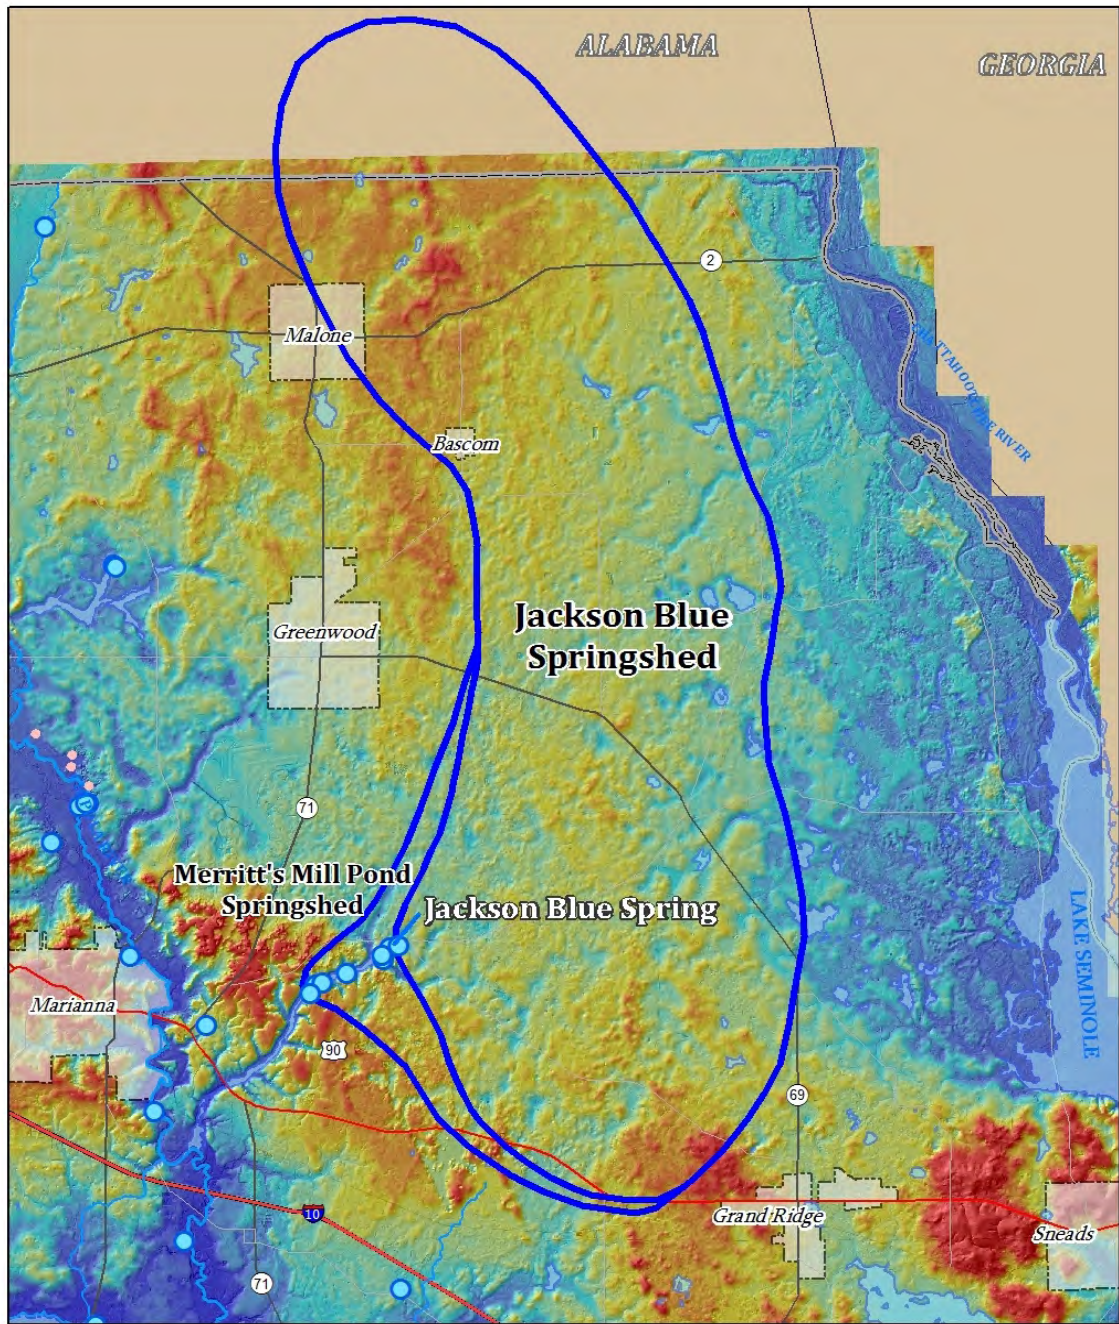 ALABAMA
GEORGIA
2
Malone
CHATTAHOOCHEE RIVER
Bascom
Jackson Blue
Springshed
Greenwood
71
Merritt's Mill Pond
Springshed
Jackson Blue Spring
LAKE SEMINOLE
Marianna
90
69
10
Grand Ridge
Sneads
71